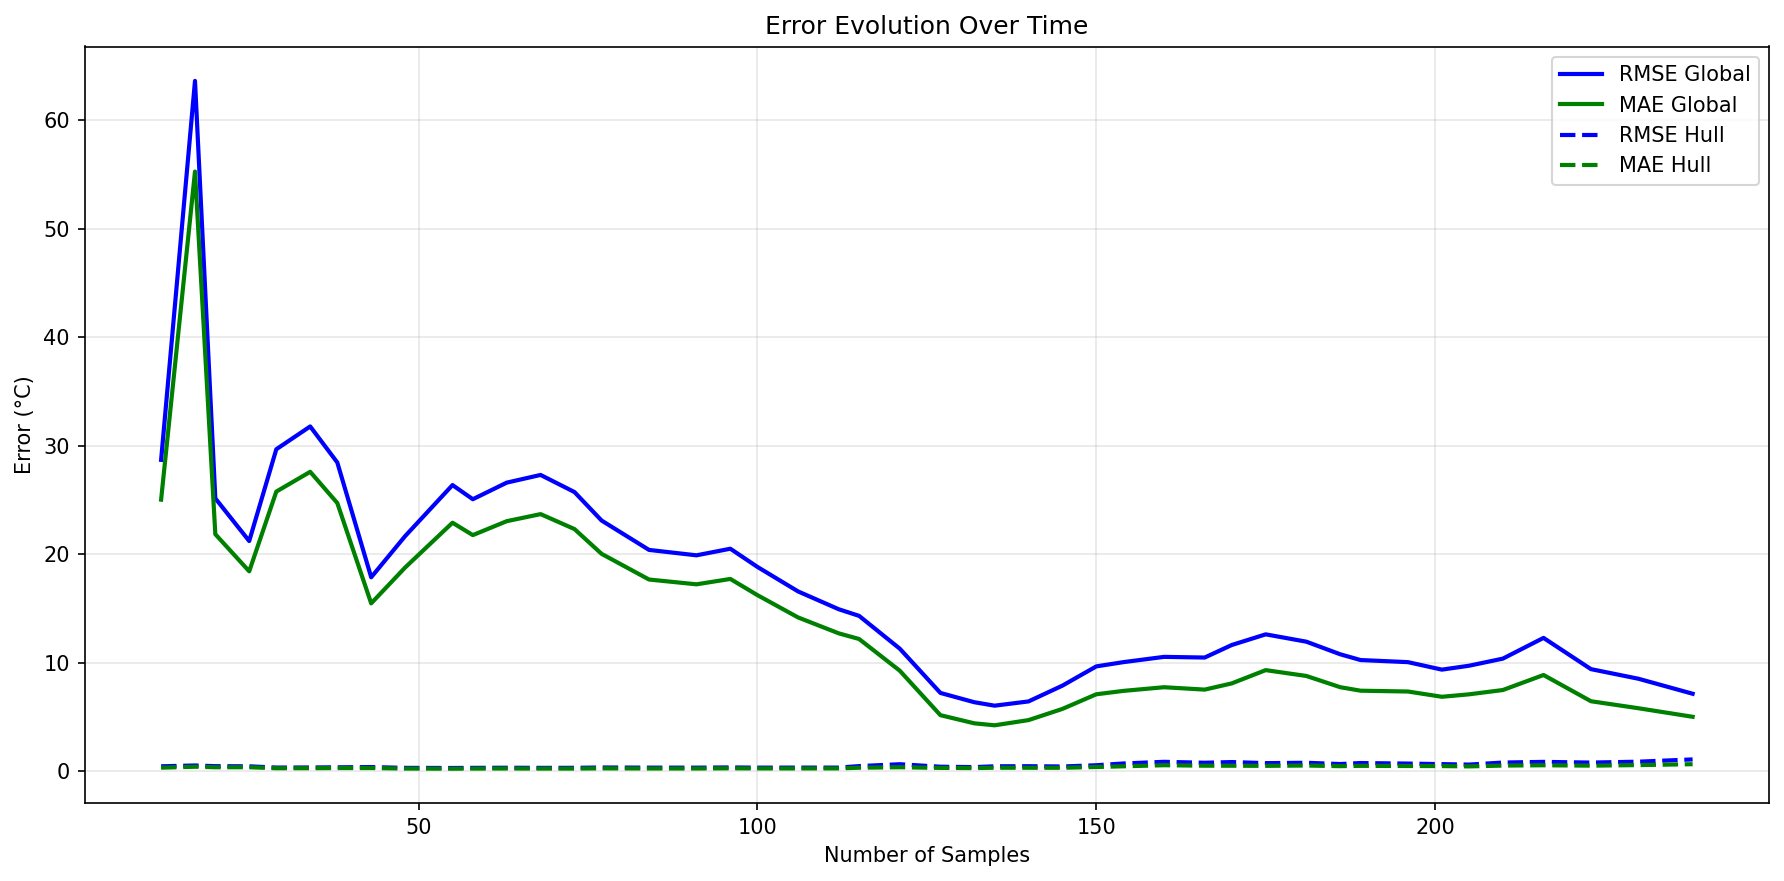 Error Evolution Over Time
RMSE Global
MAE Global
RMSE Hull
MAE Hull
60
50
40
30
20
10
0
Error (°C)
50 100 150 200
Number of Samples